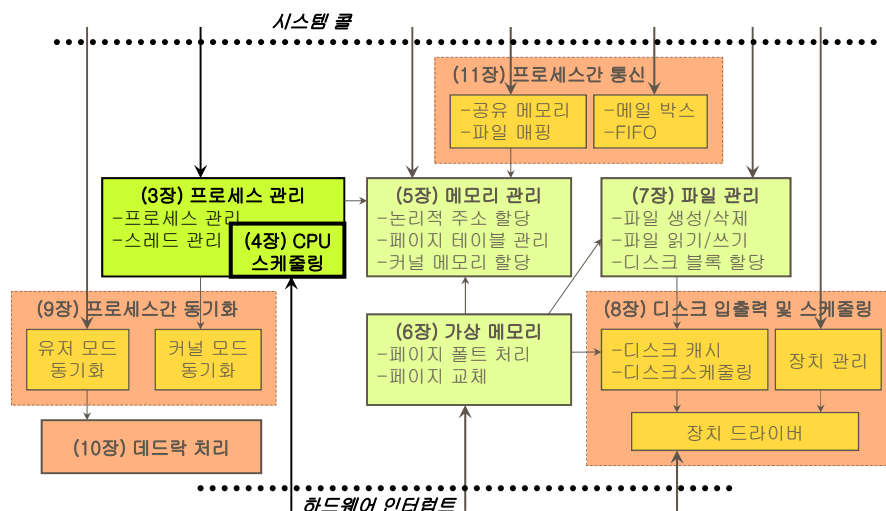 시스템 콜
(11장) 프로세스간 통신
-공유 메모리
-파일 매핑
-메일 박스
-FIFO
(3장) 프로세스 관리
-프로세스 관리
-스레드 관리
(4장) CPU
스케줄링
(5장) 메모리 관리
-논리적 주소 할당
-페이지 테이블 관리
-커널 메모리 할당
(7장) 파일 관리
-파일 생성/삭제
-파일 읽기/쓰기
-디스크 블록 할당
(9장) 프로세스간 동기화
유저 모드
동기화
커널 모드
동기화
(6장) 가상 메모리
-페이지 폴트 처리
-페이지 교체
(8장) 디스크 입출력 및 스케줄링
-디스크 캐시
-디스크스케줄링
장치 관리
장치 드라이버
(10장) 데드락 처리
하드웨어 인터럽트